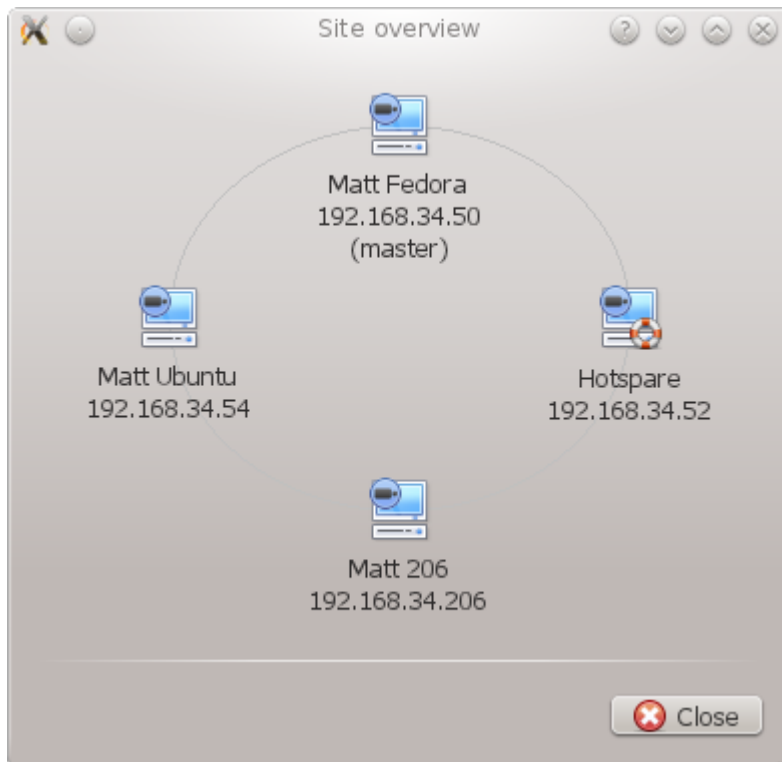 Site overview
Matt Fedora
192.168.34.50
(master)
Matt Ubuntu
192.168.34.54
Hotspare
192.168.34.52
Matt 206
192.168.34.206
Close